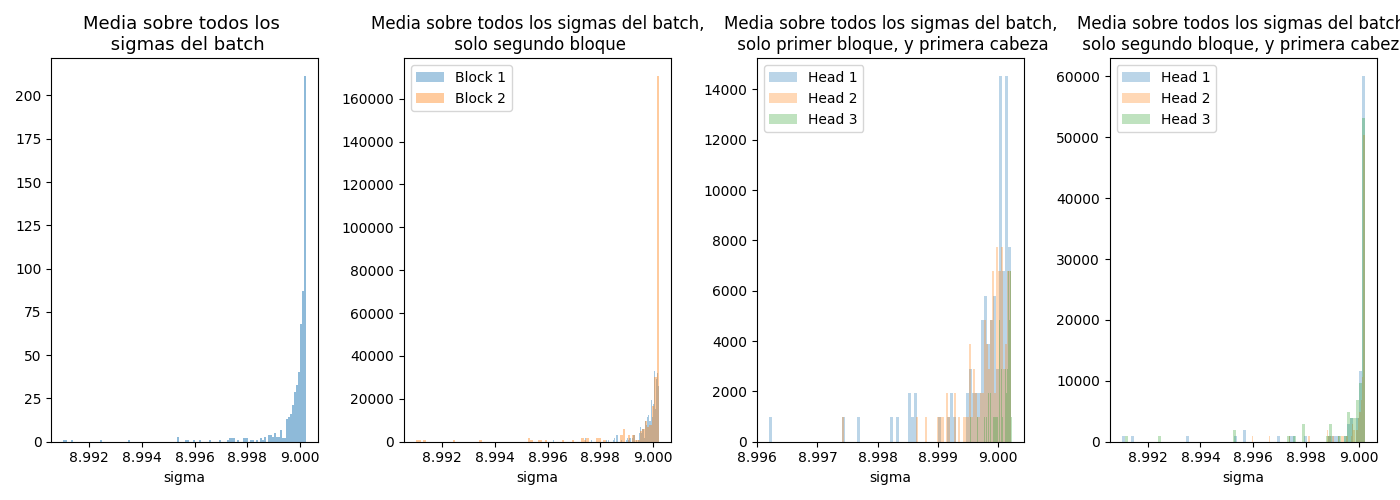 Media sobre todos los
sigmas del batch
0
25
50
75
100
125
150
175
200
8.992
8.994
8.996
8.998
9.000
sigma
Media sobre todos los sigmas del batch,
solo segundo bloque
Block 1
Block 2
0
20000
40000
60000
80000
100000
120000
140000
160000
8.992
8.994
8.996
8.998
9.000
sigma
Media sobre todos los sigmas del batch,
solo primer bloque, y primera cabeza
Head 1
Head 2
Head 3
0
2000
4000
6000
8000
10000
12000
14000
8.996
8.997
8.998
8.999
9.000
sigma
Media sobre todos los sigmas del batch
solo segundo bloque, y primera cabez
Head 1
Head 2
Head 3
0
10000
20000
30000
40000
50000
60000
8.992
8.994
8.996
8.998
9.000
sigma